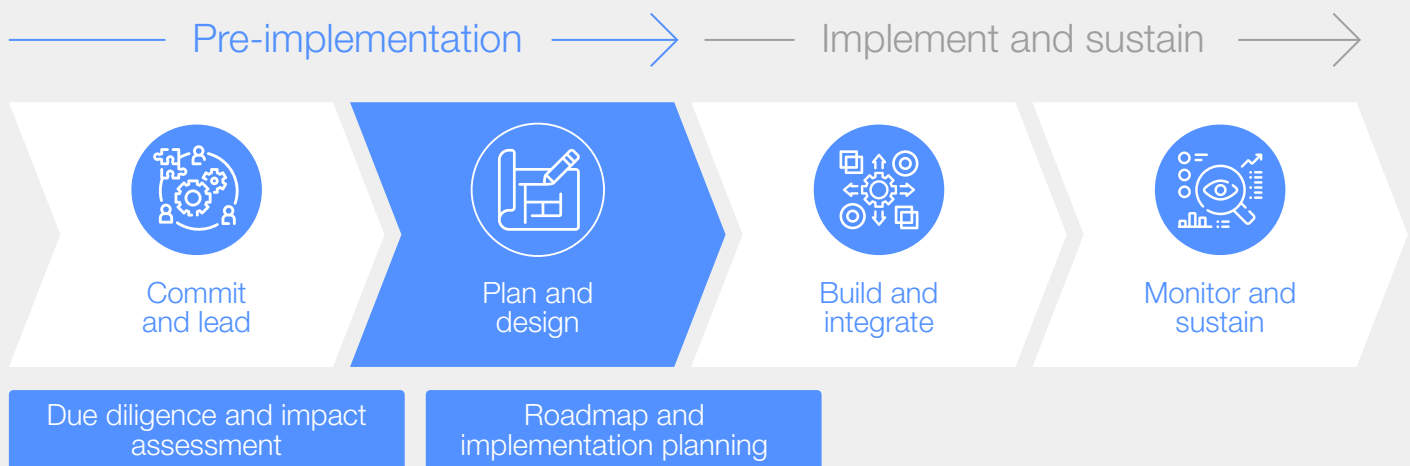 Pre-implementation
Implement and sustain
Commit
and lead
Plan and
design
Build and
integrate
Monitor and
sustain
Due diligence and impact
assessment
Roadmap and
implementation planning